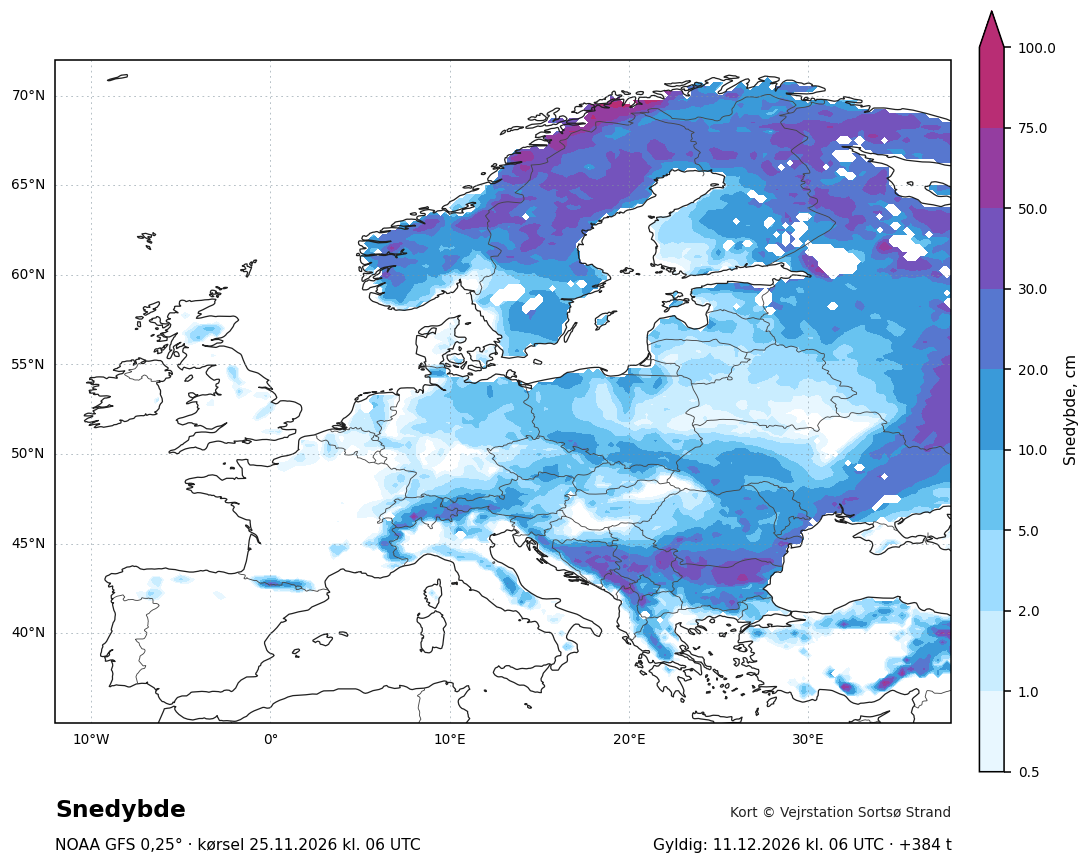 70°N
65°N
60°N
55°N
50°N
45°N
40°N
10°W
0°
10°E
20°E
30°E
100.0
75.0
50.0
30.0
20.0
10.0
5.0
2.0
1.0
0.5
Snedybde, cm
Snedybde
Kort © Vejrstation Sortsø Strand
NOAA GFS 0,25° · kørsel 25.11.2026 kl. 06 UTC
Gyldig: 11.12.2026 kl. 06 UTC · +384 t